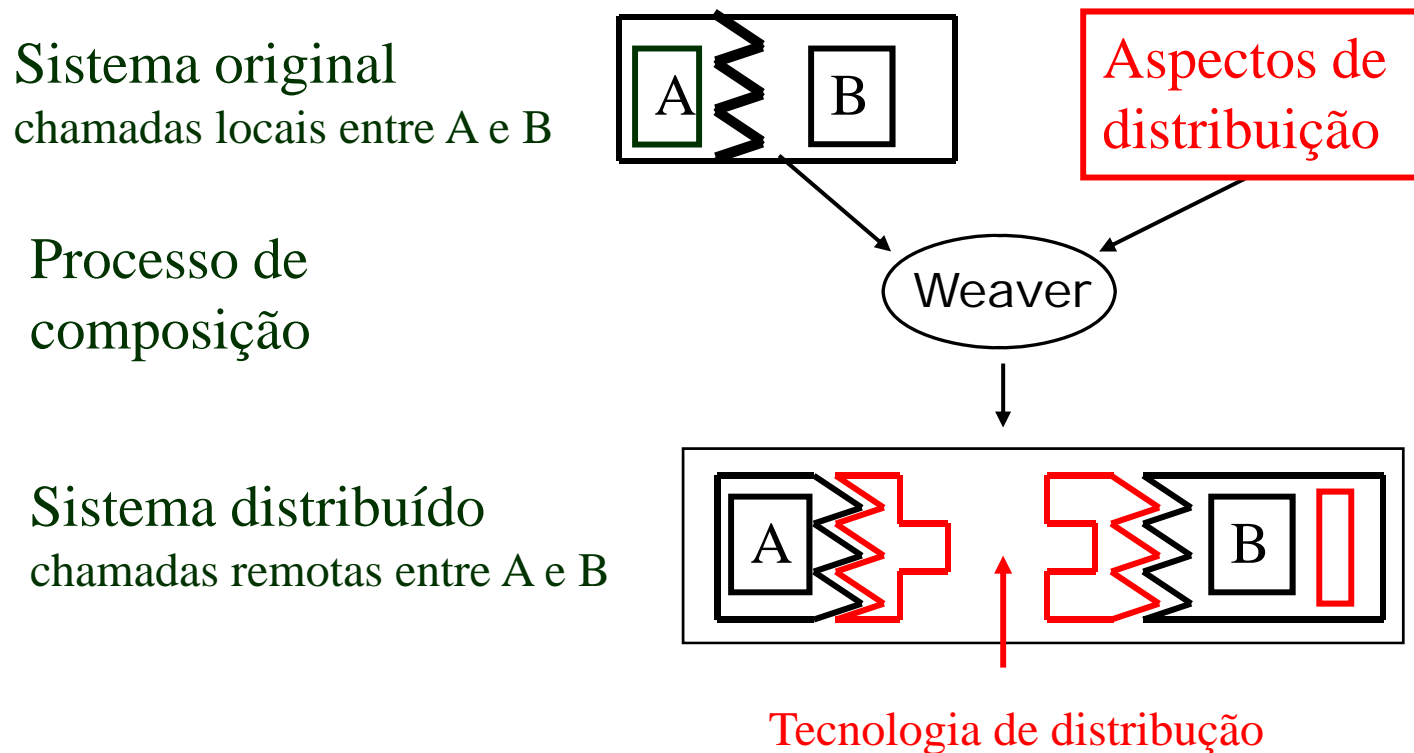 Sistema original
chamadas locais entre A e B
A
B
Aspectos de
distribuição
Processo de
composição
Weaver
Sistema distribuído
chamadas remotas entre A e B
A
B
Tecnologia de distribução